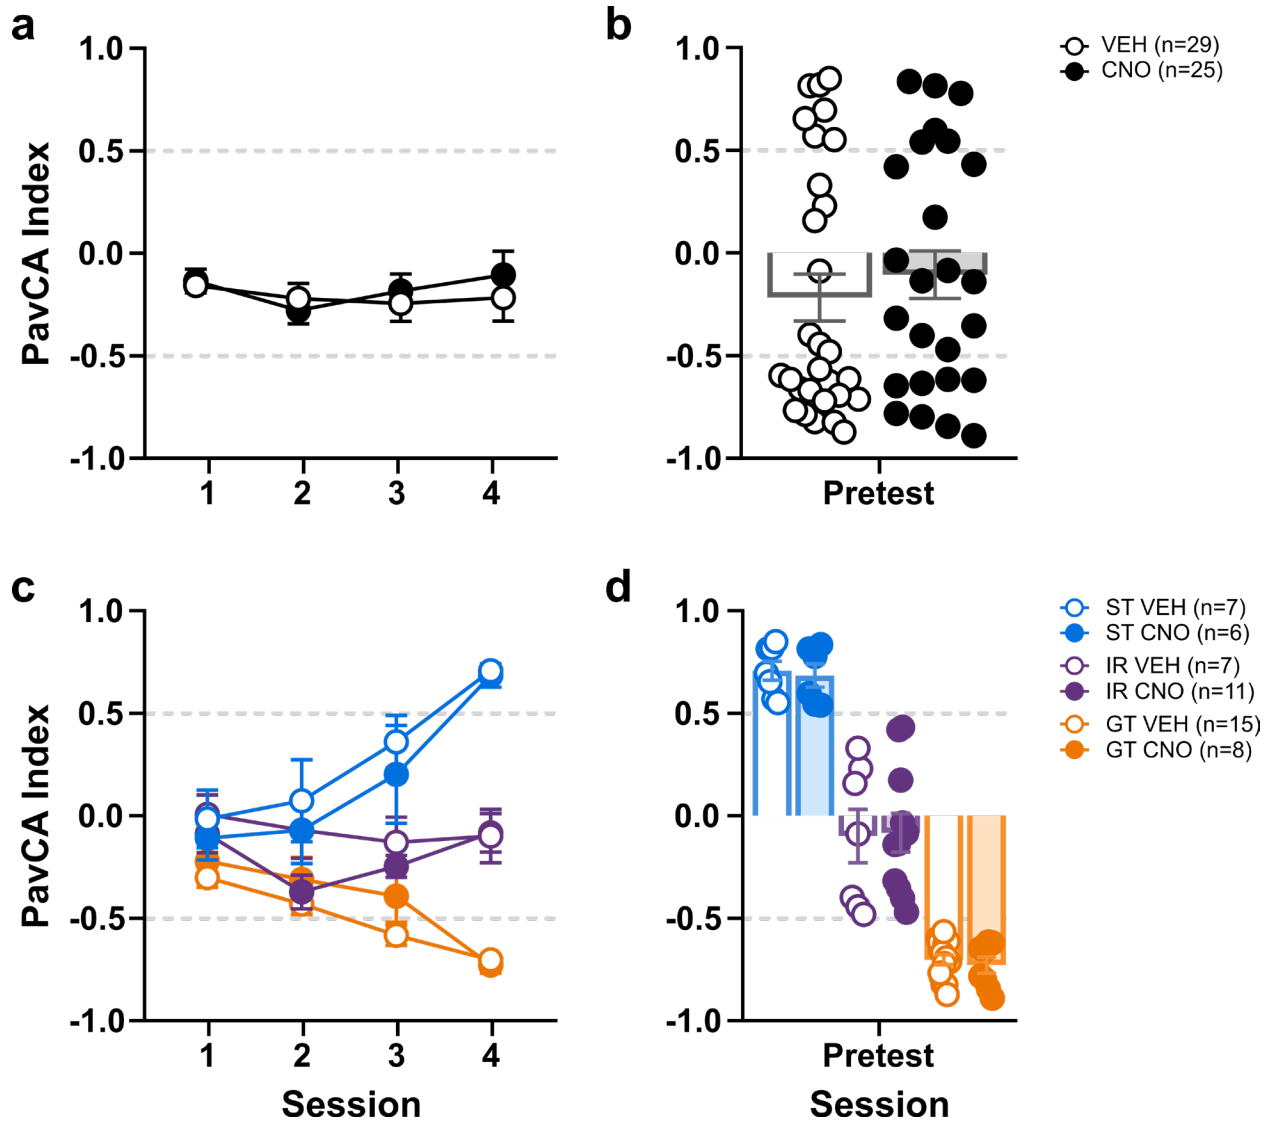 a
PavCA Index
1.0
0.5
0.0
-0.5
-1.0
1 2 3 4
b
1.0
0.5
0.0
-0.5
-1.0
Pretest
VEH (n=29)
CNO (n=25)
c
PavCA Index
1.0
0.5
0.0
-0.5
-1.0
1 2 3 4
Session
d
1.0
0.5
0.0
-0.5
-1.0
Pretest
Session
ST VEH (n=7)
ST CNO (n=6)
IR VEH (n=7)
IR CNO (n=11)
GT VEH (n=15)
GT CNO (n=8)